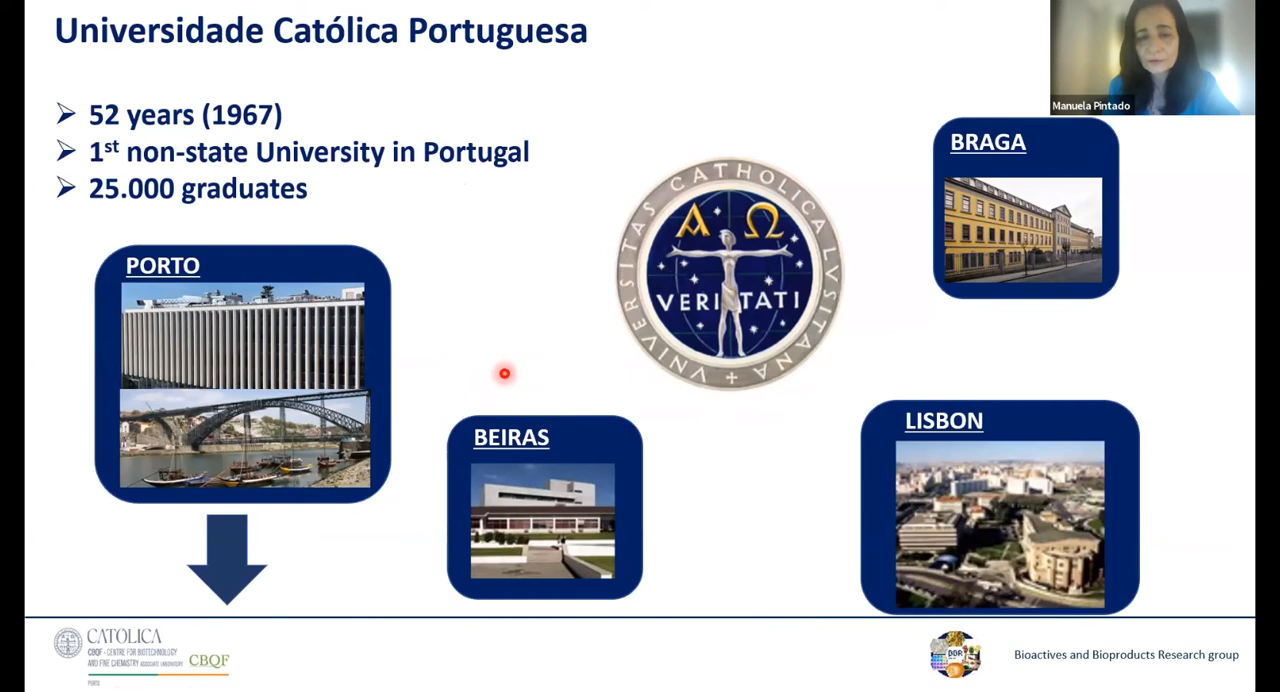 Universidade Católica Portuguesa
Manuela Pintado
➢ 52 years (1967)
➢ 1st non-state University in Portugal
➢ 25.000 graduates
BRAGA
UNIVERSITAS CATHOLICA LVSITANA
Α Ω
VERITATI
PORTO
BEIRAS
LISBON
CATOLICA
CBQF - CENTRE FOR BIOTECHNOLOGY
AND FINE CHEMISTRY ASSOCIATE LABORATORY
CBQF
PORTO
Bioactives and Bioproducts Research group